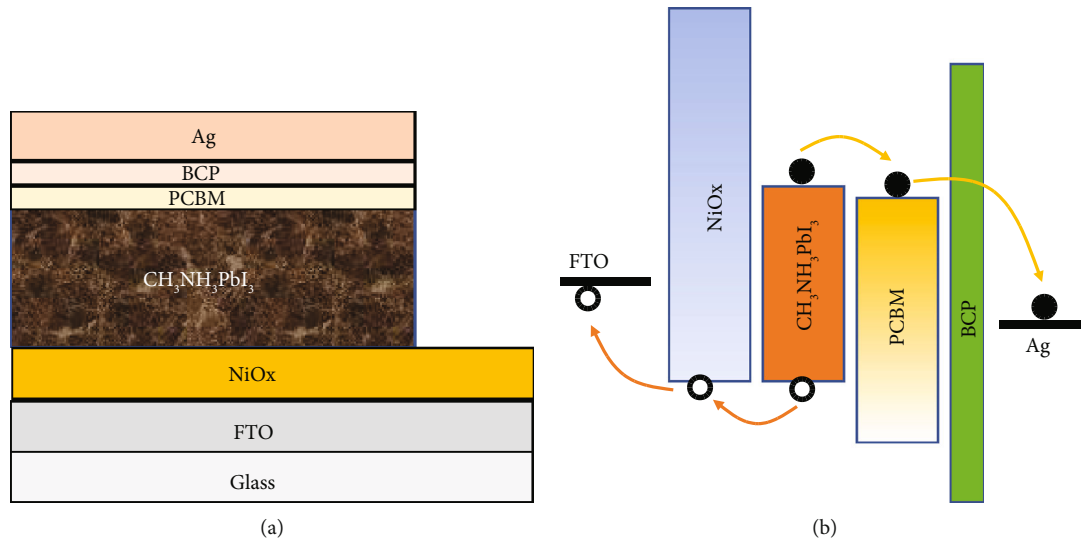 Ag
BCP
PCBM
CH₃NH₃PbI₃
NiOx
FTO
Glass
(a)
FTO
NiOx
CH₃NH₃PbI₃
PCBM
BCP
Ag
(b)